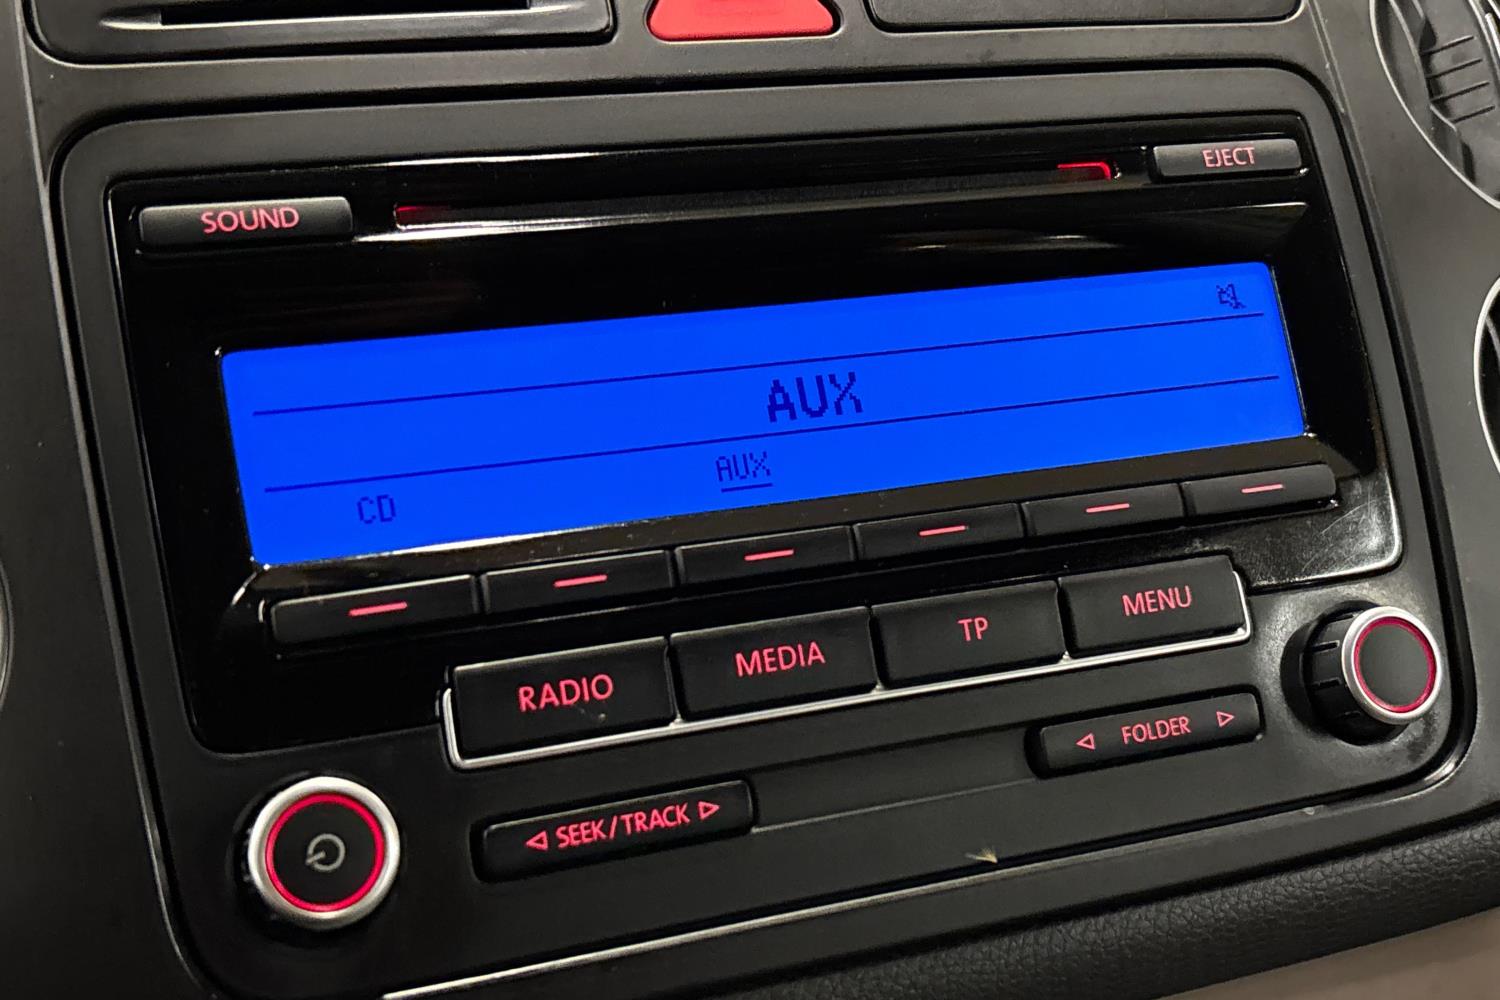 SOUND
EJECT
AUX
CD AUX
RADIO MEDIA TP MENU
SEEK/TRACK
FOLDER